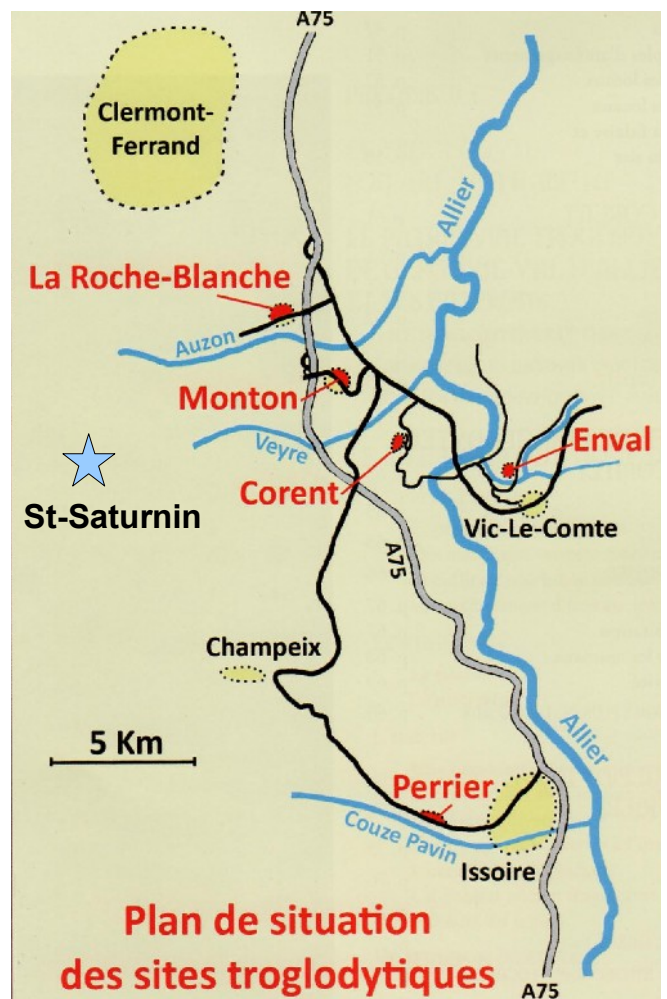 A75
Clermont-
Ferrand
Allier
La Roche-Blanche
Auzon
Monton
Enval
Veyre
Corent
St-Saturnin
Vic-Le-Comte
A75
Champeix
5 Km
Allier
Perrier
Couze Pavin
Issoire
Plan de situation
des sites troglodytiques
A75